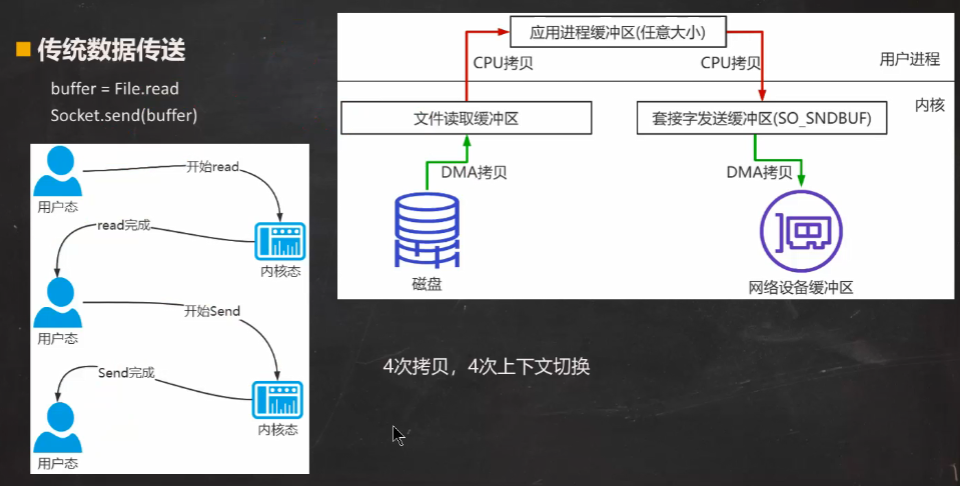 传统数据传送
buffer = File.read
Socket.send(buffer)
用户态
开始read
read完成
内核态
用户态
开始Send
Send完成
内核态
用户态
应用进程缓冲区(任意大小)
CPU拷贝
CPU拷贝
用户进程
内核
文件读取缓冲区
套接字发送缓冲区(SO_SNDBUF)
DMA拷贝
DMA拷贝
磁盘
网络设备缓冲区
4次拷贝，4次上下文切换